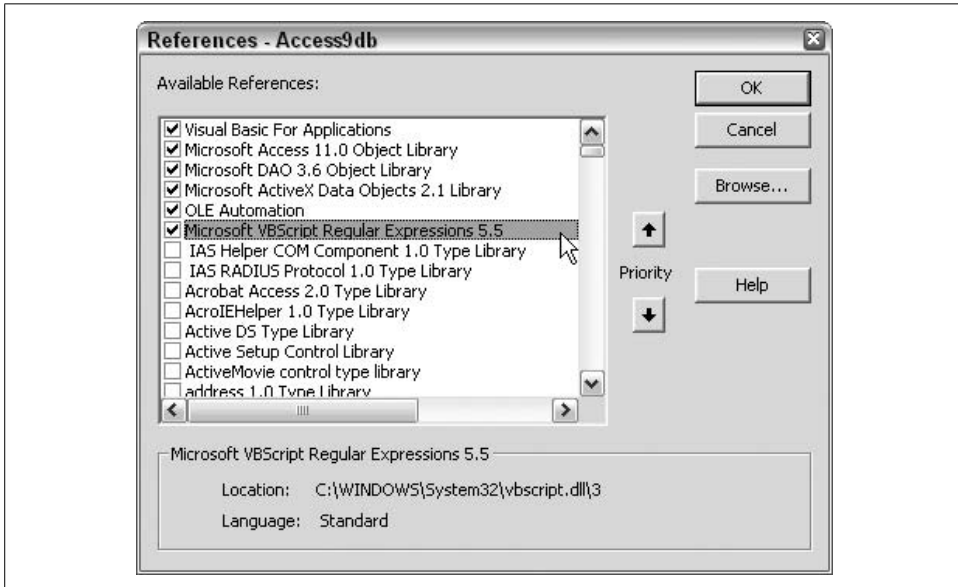 References - Access9db
Available References:
Visual Basic For Applications
Microsoft Access 11.0 Object Library
Microsoft DAO 3.6 Object Library
Microsoft ActiveX Data Objects 2.1 Library
OLE Automation
Microsoft VBScript Regular Expressions 5.5
IAS Helper COM Component 1.0 Type Library
IAS RADIUS Protocol 1.0 Type Library
Acrobat Access 2.0 Type Library
AcroIEHelper 1.0 Type Library
Active DS Type Library
Active Setup Control Library
ActiveMovie control type library
address 1.0 Type Library
OK
Cancel
Browse...
Priority
Help
Microsoft VBScript Regular Expressions 5.5
Location: C:\WINDOWS\System32\vbscript.dll\3
Language: Standard